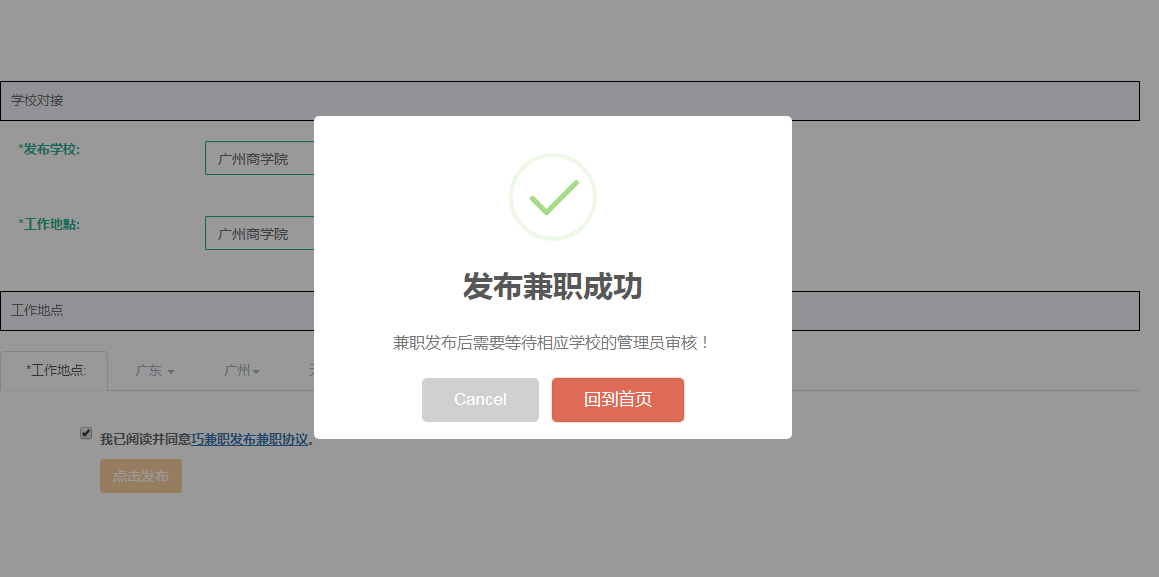 学校对接
*发布学校:
广州商学院
*工作地點:
广州商学院
工作地点
*工作地点:
广东
广州
我已阅读并同意巧兼职发布兼职协议。
点击发布
发布兼职成功
兼职发布后需要等待相应学校的管理员审核！
Cancel
回到首页